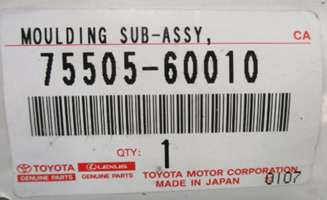 MOULDING SUB-ASSY, CA
75505-60010
QTY: 1
TOYOTA LEXUS TOYOTA MOTOR CORPORATION
GENUINE PARTS GENUINE PARTS MADE IN JAPAN 0107